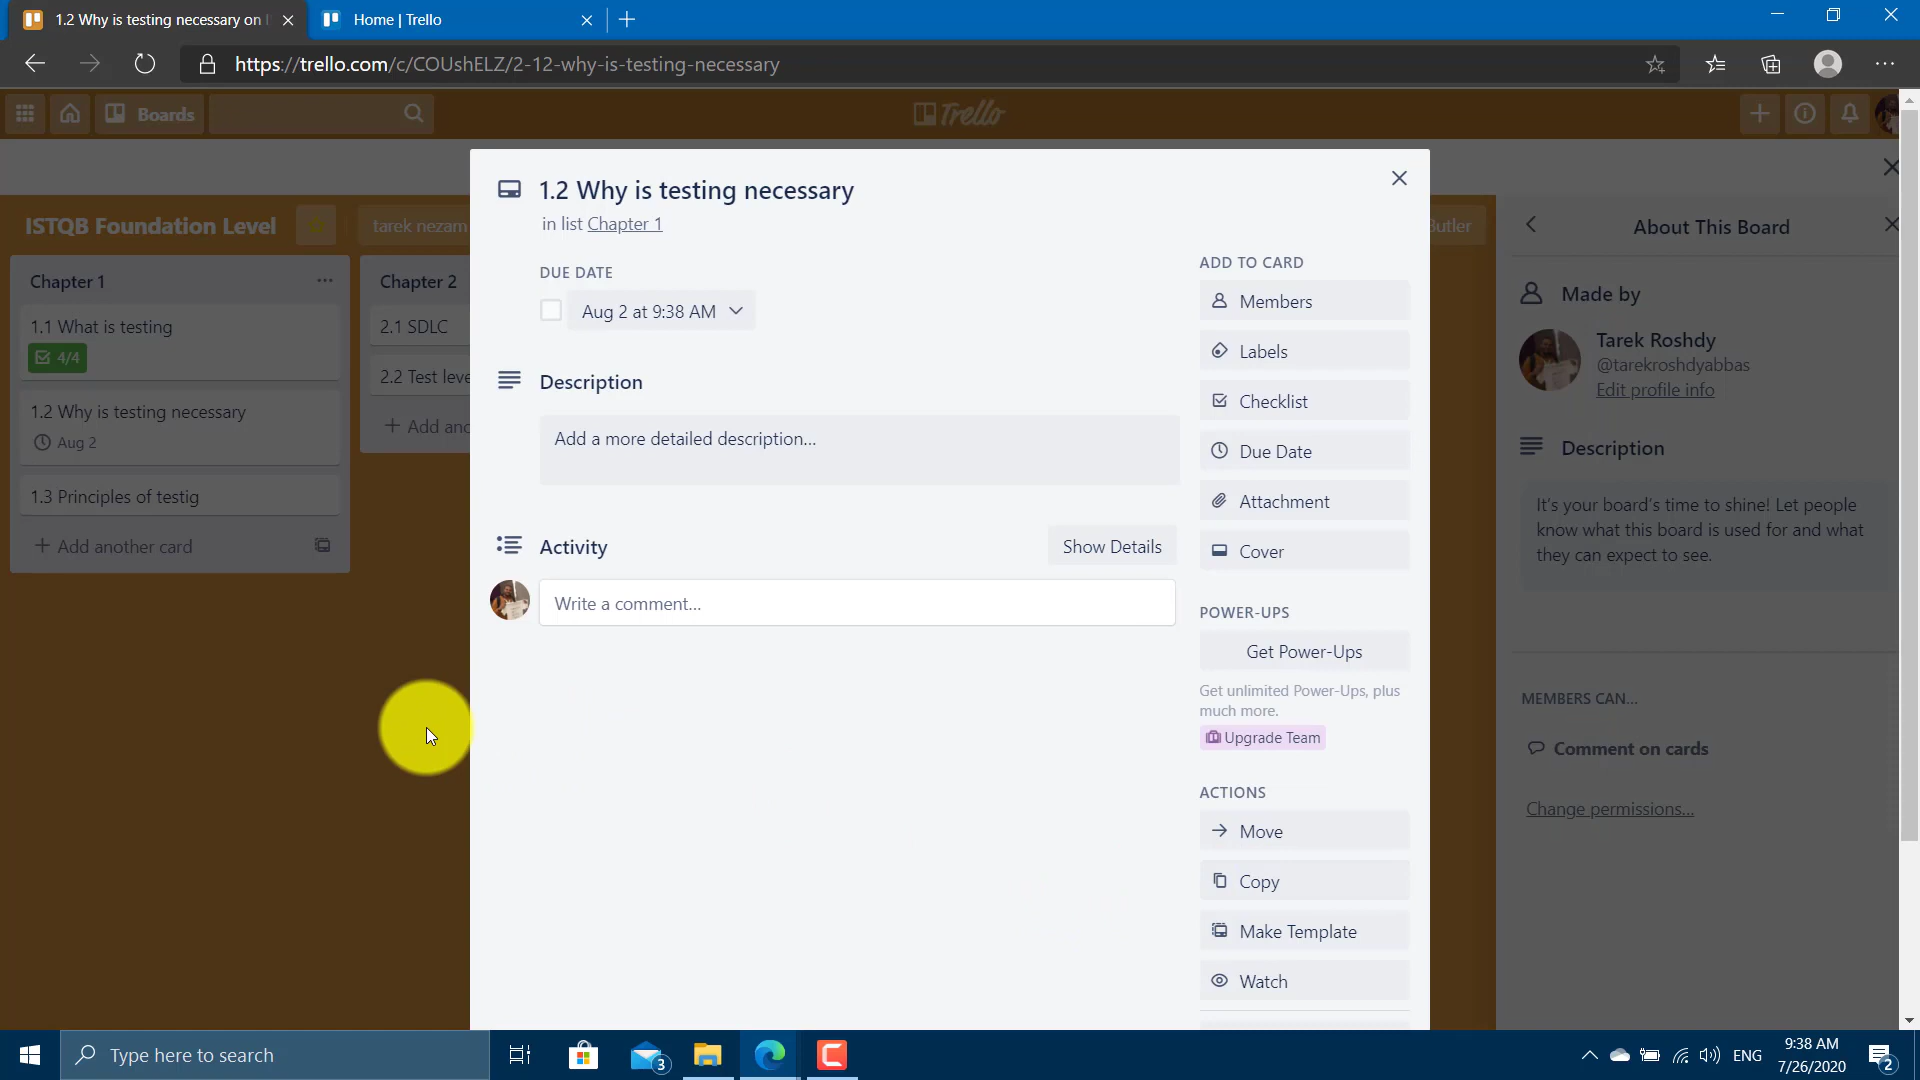 1.2 Why is testing necessary on
Home | Trello
https://trello.com/c/COUshELZ/2-12-why-is-testing-necessary
Boards
Trello
ISTQB Foundation Level
tarek nezam
Butler
Chapter 1
1.1 What is testing
4/4
1.2 Why is testing necessary
Aug 2
1.3 Principles of testig
Add another card
Chapter 2
2.1 SDLC
2.2 Test leve
Add ano
1.2 Why is testing necessary
in list Chapter 1
DUE DATE
Aug 2 at 9:38 AM
Description
Add a more detailed description...
Activity
Show Details
Write a comment...
ADD TO CARD
Members
Labels
Checklist
Due Date
Attachment
Cover
POWER-UPS
Get Power-Ups
Get unlimited Power-Ups, plus
much more.
Upgrade Team
ACTIONS
Move
Copy
Make Template
Watch
About This Board
Made by
Tarek Roshdy
@tarekroshdyabbas
Edit profile info
Description
It's your board's time to shine! Let people
know what this board is used for and what
they can expect to see.
MEMBERS CAN...
Comment on cards
Change permissions...
Type here to search
3
ENG
9:38 AM
7/26/2020
2